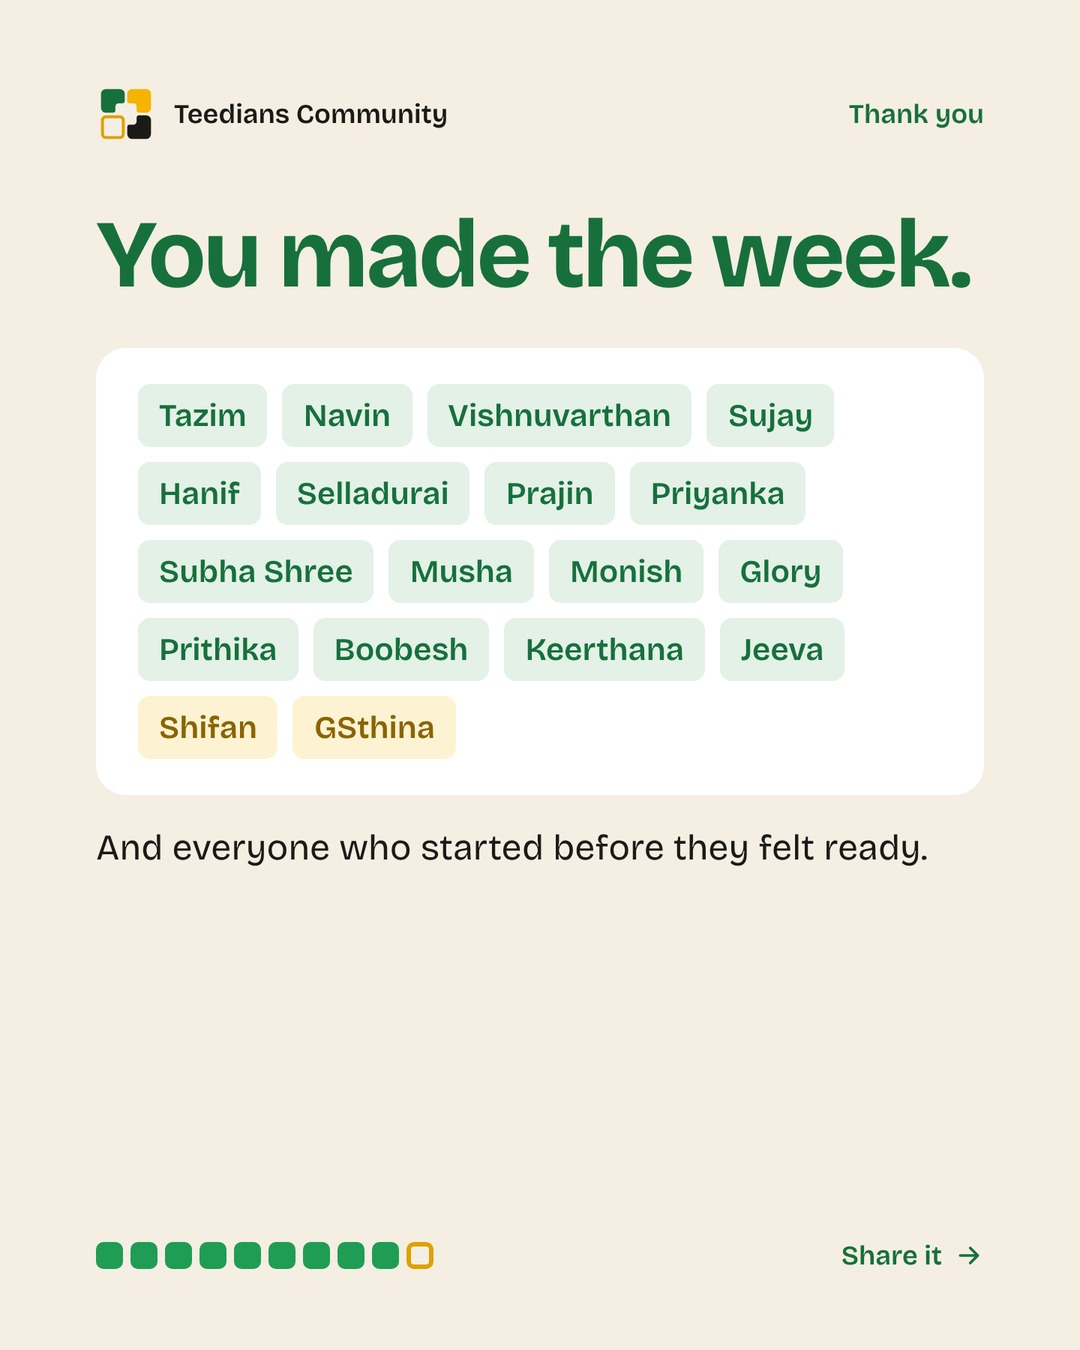 Teedians Community
Thank you
You made the week.
Tazim Navin Vishnuvarthan Sujay
Hanif Selladurai Prajin Priyanka
Subha Shree Musha Monish Glory
Prithika Boobesh Keerthana Jeeva
Shifan GSthina
And everyone who started before they felt ready.
Share it →